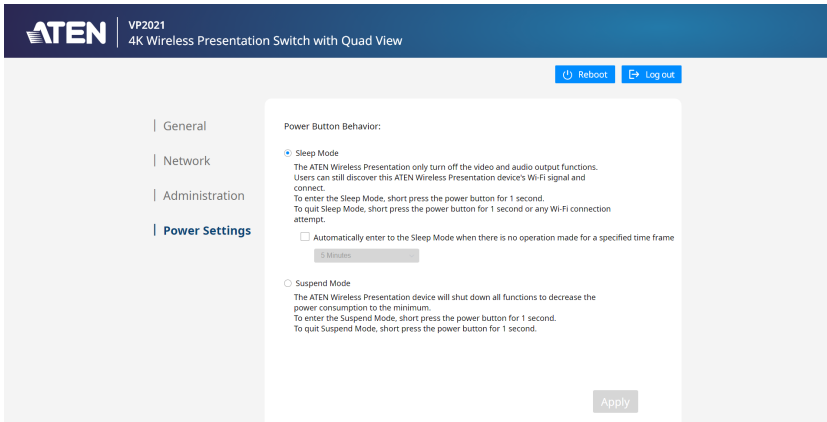 ATEN
VP2021
4K Wireless Presentation Switch with Quad View
Reboot
Log out
General
Network
Administration
Power Settings
Power Button Behavior:
Sleep Mode
The ATEN Wireless Presentation only turn off the video and audio output functions.
Users can still discover this ATEN Wireless Presentation device's Wi-Fi signal and
connect.
To enter the Sleep Mode, short press the power button for 1 second.
To quit Sleep Mode, short press the power button for 1 second or any Wi-Fi connection
attempt.
Automatically enter to the Sleep Mode when there is no operation made for a specified time frame
5 Minutes
Suspend Mode
The ATEN Wireless Presentation device will shut down all functions to decrease the
power consumption to the minimum.
To enter the Suspend Mode, short press the power button for 1 second.
To quit Suspend Mode, short press the power button for 1 second.
Apply